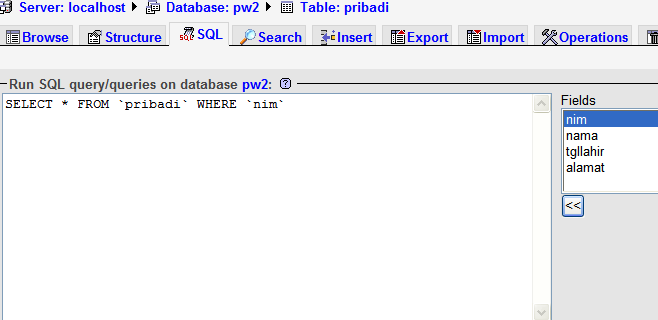 Server: localhost Database: pw2 Table: pribadi
Browse Structure SQL Search Insert Export Import Operations
Run SQL query/queries on database pw2:
SELECT * FROM `pribadi` WHERE `nim`
Fields
nim
nama
tgllahir
alamat
<<